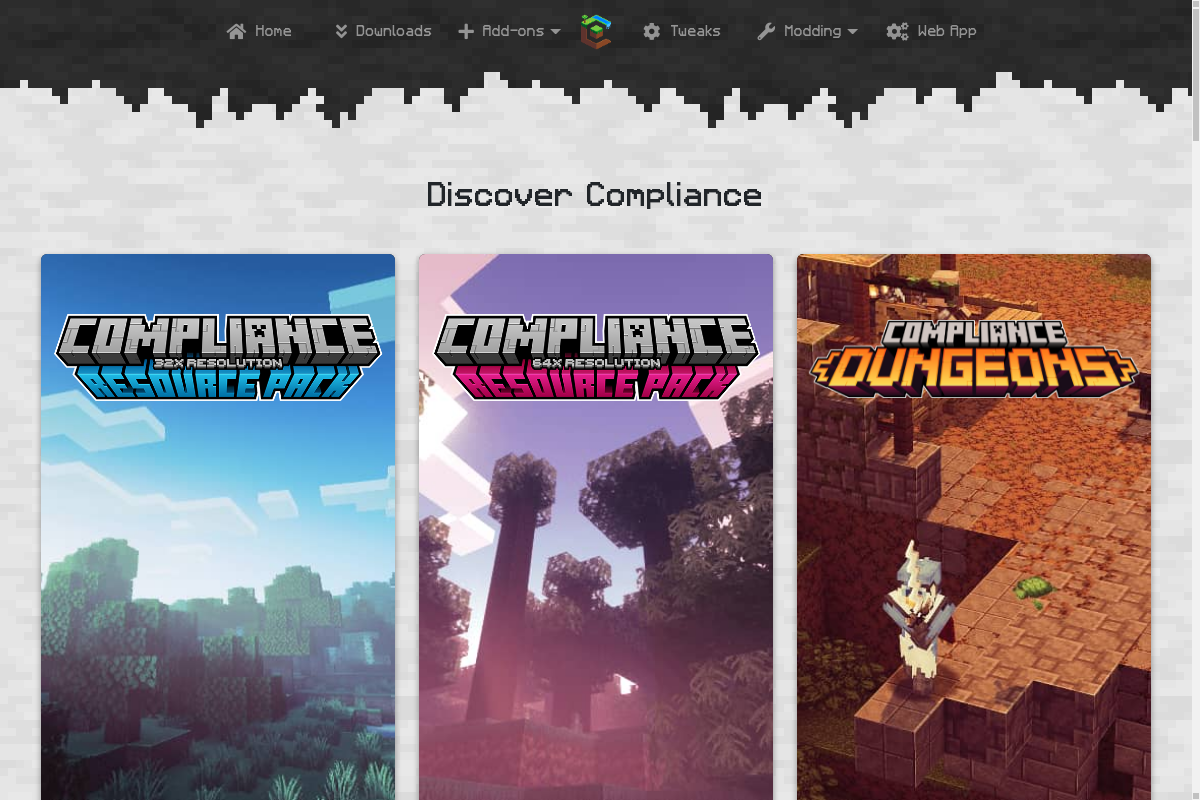 Home
Downloads
Add-ons
Tweaks
Modding
Web App
Discover Compliance
COMPLIANCE
32X RESOLUTION
RESOURCE PACK
COMPLIANCE
64X RESOLUTION
RESOURCE PACK
COMPLIANCE
DUNGEONS